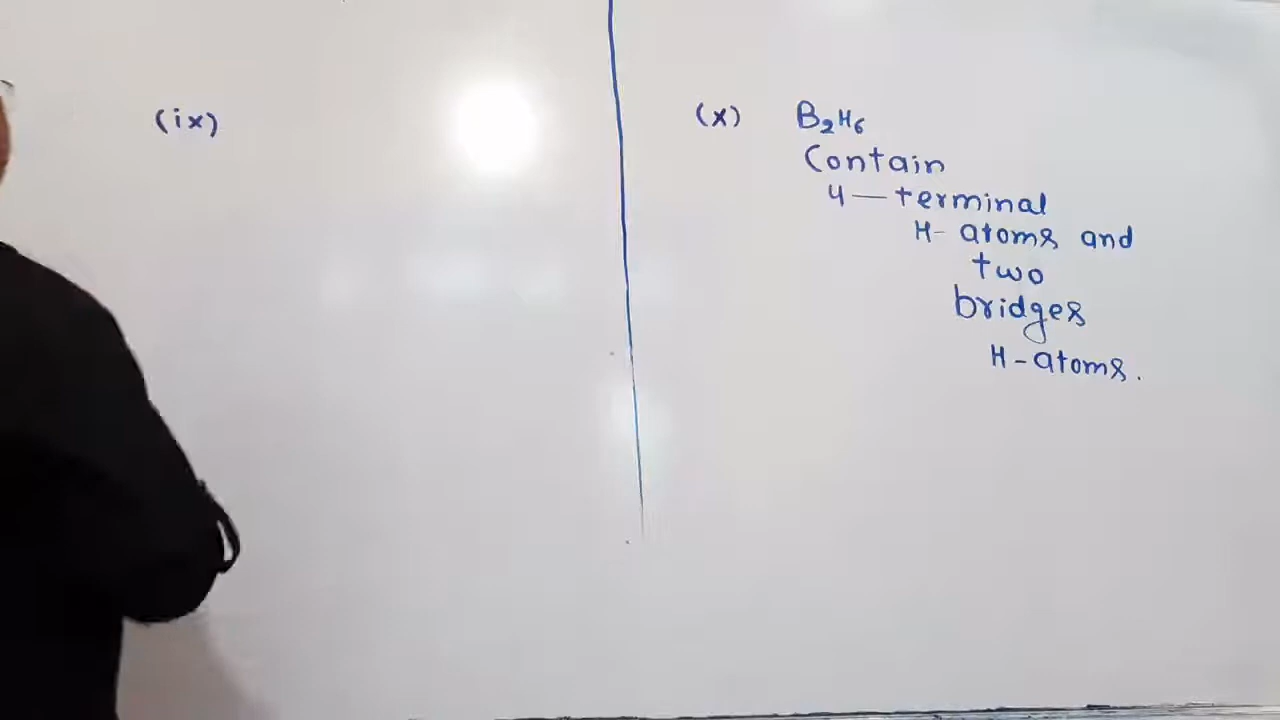 (ix)
(x) B₂H₆
Contain
4 — terminal
H- atoms and
two
bridges
H-atoms.